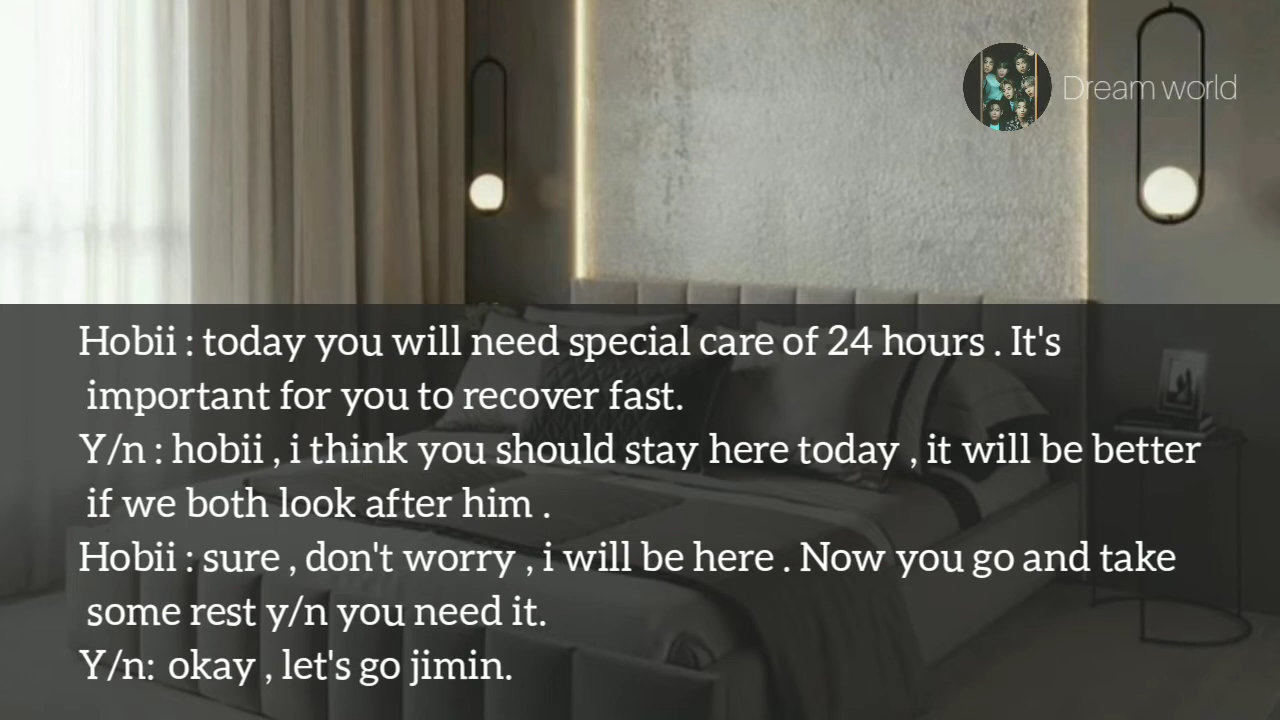 Dream world
Hobii : today you will need special care of 24 hours . It's
important for you to recover fast.
Y/n : hobii , i think you should stay here today , it will be better
if we both look after him .
Hobii : sure , don't worry , i will be here . Now you go and take
some rest y/n you need it.
Y/n: okay , let's go jimin.